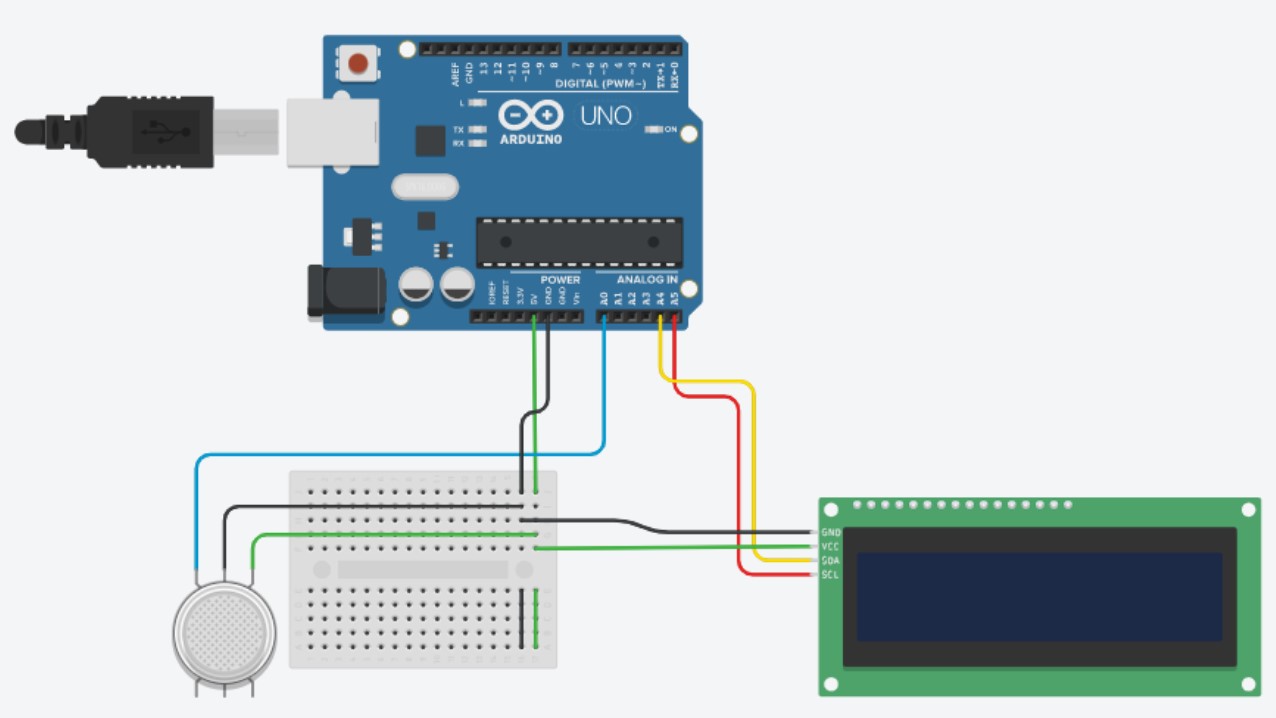 AREF
GND
13
12
~11
~10
~9
8
7
~6
~5
4
~3
2
TX→1
RX←0
DIGITAL (PWM~)
L
TX
RX
ARDUINO
UNO
ON
POWER
ANALOG IN
IOREF
RESET
3.3V
5V
GND
GND
Vin
A0
A1
A2
A3
A4
A5
GND
VCC
SDA
SCL